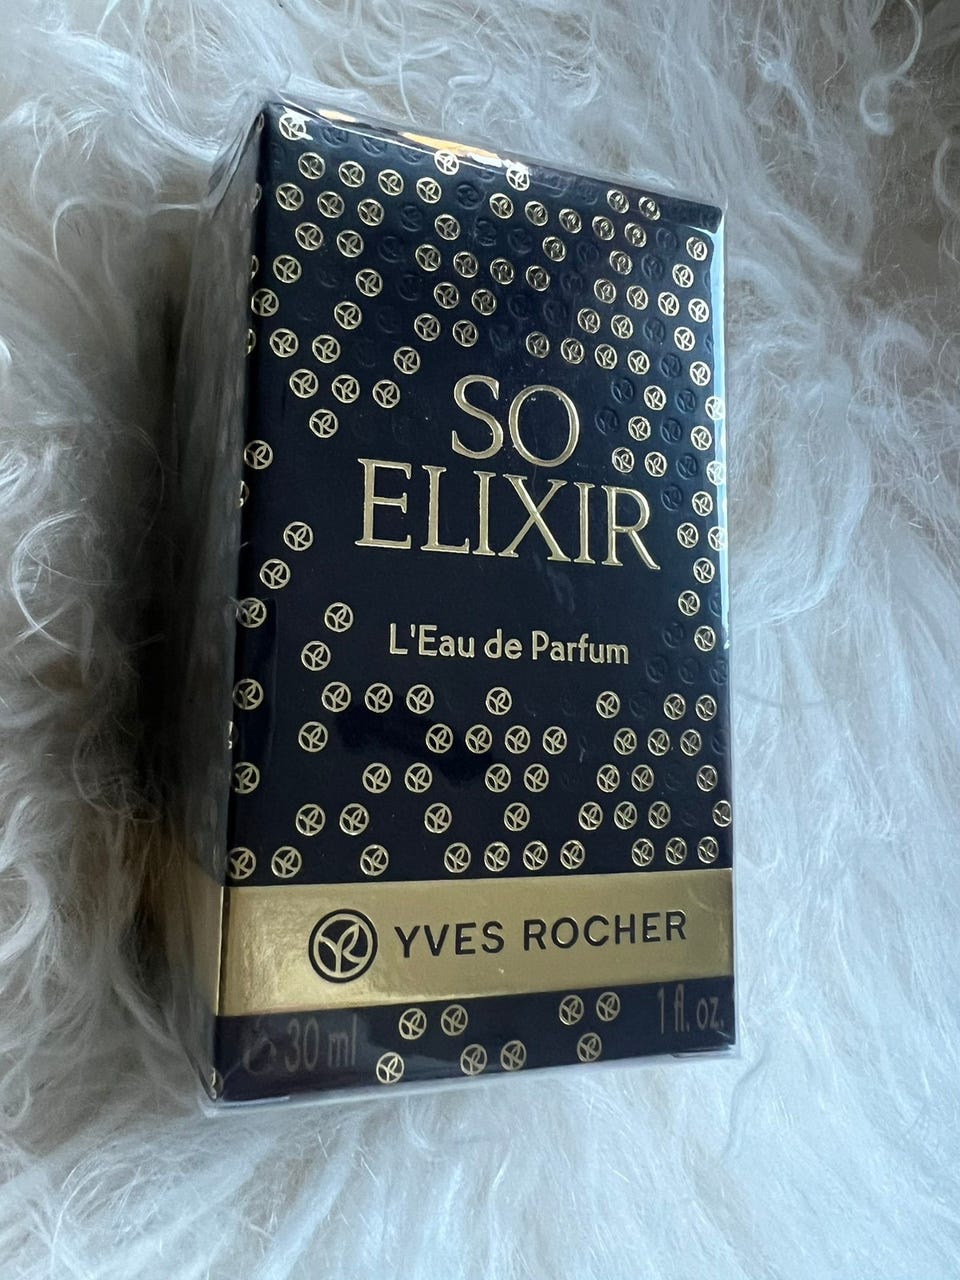 SO
ELIXIR
L'Eau de Parfum
YVES ROCHER
30 ml 1 fl. oz.